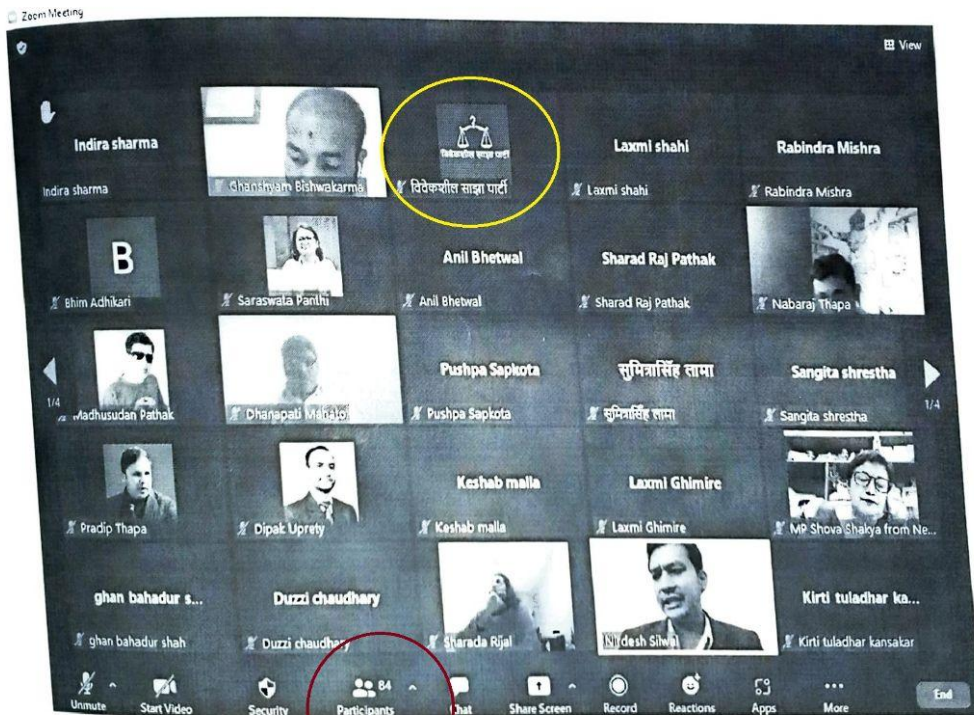 Zoom Meeting
View
Indira sharma
Indira sharma
Ghanshyam Bishwakarma
विवेकशील साझा पार्टी
विवेकशील साझा पार्टी
Laxmi shahi
Laxmi shahi
Rabindra Mishra
Rabindra Mishra
B
Bhim Adhikari
Saraswata Panthi
Anil Bhetwal
Anil Bhetwal
Sharad Raj Pathak
Sharad Raj Pathak
Nabaraj Thapa
1/4
Madhusudan Pathak
Dhanapati Mahato
Pushpa Sapkota
Pushpa Sapkota
सुमित्रासिंह लामा
सुमित्रासिंह लामा
Sangita shrestha
Sangita shrestha
1/4
Pradip Thapa
Dipak Uprety
Keshab malla
Keshab malla
Laxmi Ghimire
Laxmi Ghimire
MP Shova Shakya from Ne...
ghan bahadur s...
ghan bahadur shah
Duzzi chaudhary
Duzzi chaudhary
Sharada Rijal
Nirdesh Silwal
Kirti tuladhar ka...
Kirti tuladhar kansakar
Unmute
Start Video
Security
84
Participants
Chat
Share Screen
Record
Reactions
Apps
More
End